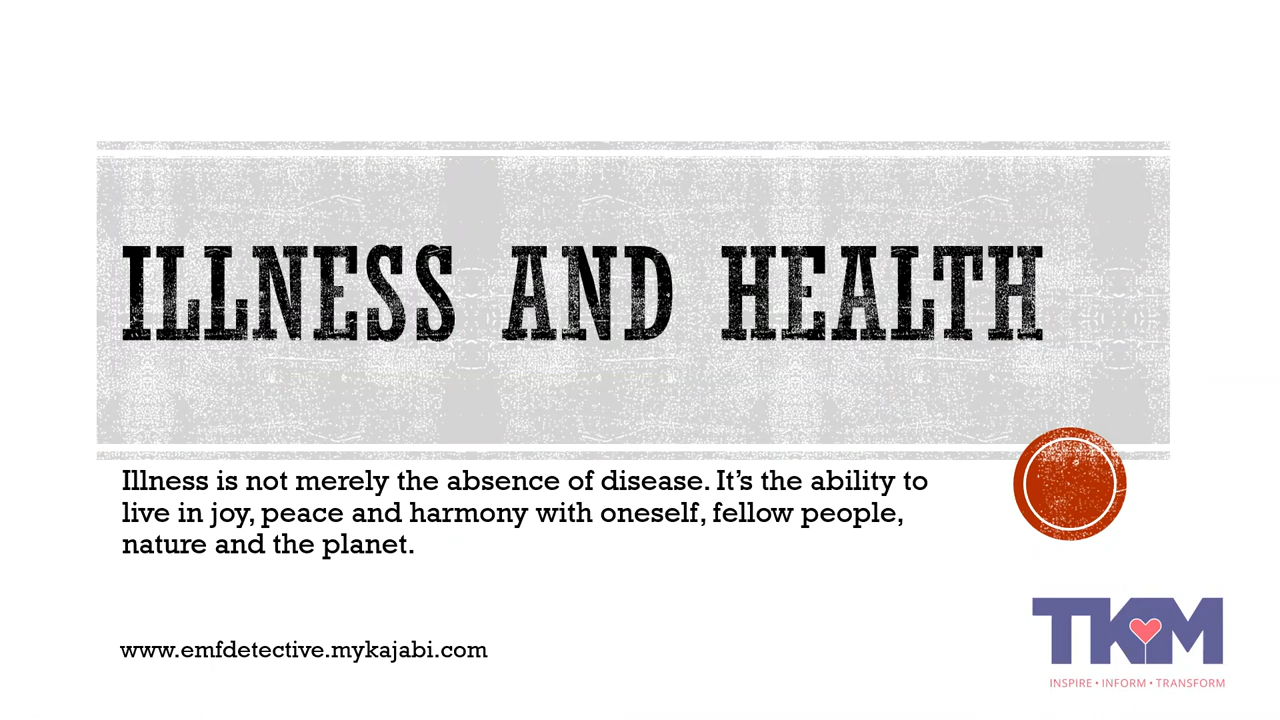 ILLNESS AND HEALTH
Illness is not merely the absence of disease. It’s the ability to
live in joy, peace and harmony with oneself, fellow people,
nature and the planet.
www.emfdetective.mykajabi.com
TKM
INSPIRE • INFORM • TRANSFORM